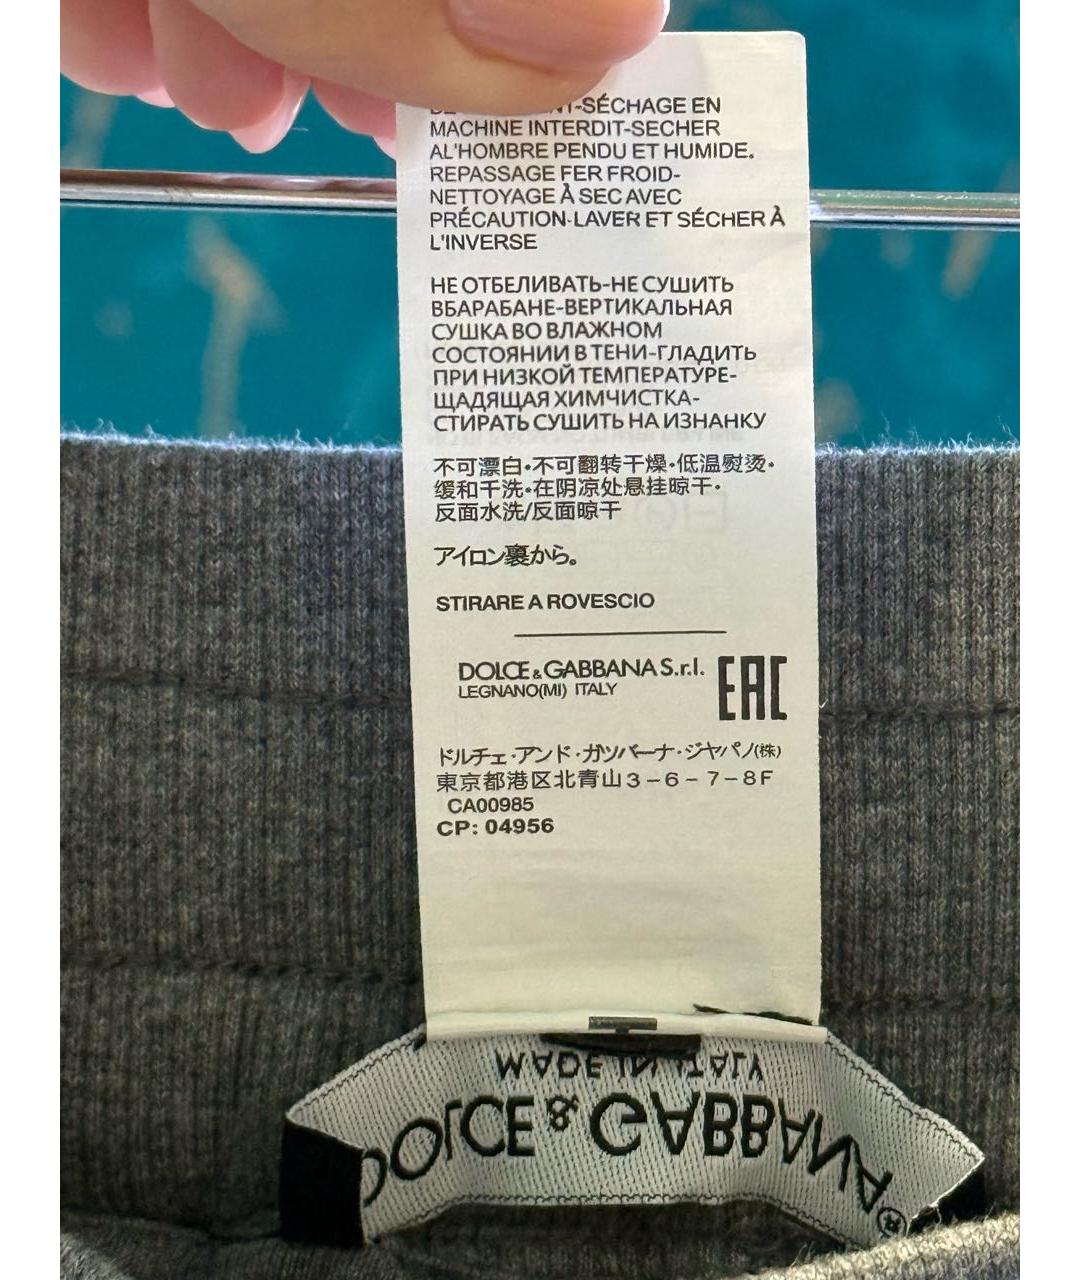 -SÉCHAGE EN
MACHINE INTERDIT-SECHER
AL'HOMBRE PENDU ET HUMIDE.
REPASSAGE FER FROID-
NETTOYAGE À SEC AVEC
PRÉCAUTION-LAVER ET SÉCHER À
L'INVERSE
НЕ ОТБЕЛИВАТЬ-НЕ СУШИТЬ
ВБАРАБАНЕ-ВЕРТИКАЛЬНАЯ
СУШКА ВО ВЛАЖНОМ
СОСТОЯНИИ В ТЕНИ-ГЛАДИТЬ
ПРИ НИЗКОЙ ТЕМПЕРАТУРЕ-
ЩАДЯЩАЯ ХИМЧИСТКА-
СТИРАТЬ СУШИТЬ НА ИЗНАНКУ
不可漂白·不可翻转干燥·低温熨烫·
缓和干洗·在阴凉处悬挂晾干·
反面水洗/反面晾干
アイロン裏から。
STIRARE A ROVESCIO
DOLCE & GABBANA S.r.l.
LEGNANO(MI) ITALY
EAC
ドルチェ·アンド·ガッバーナ·ジャパン(株)
東京都港区北青山3-6-7-8F
CA00985
CP: 04956
MADE IN ITALY
DOLCE & GABBANA®